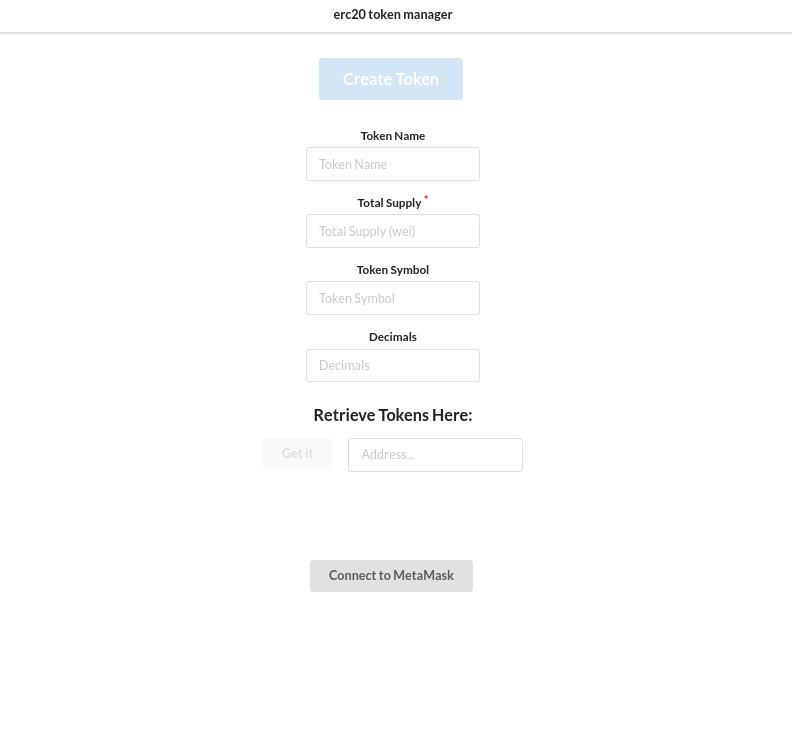 erc20 token manager
Create Token
Token Name
Token Name
Total Supply *
Total Supply (wei)
Token Symbol
Token Symbol
Decimals
Decimals
Retrieve Tokens Here:
Get it
Address...
Connect to MetaMask